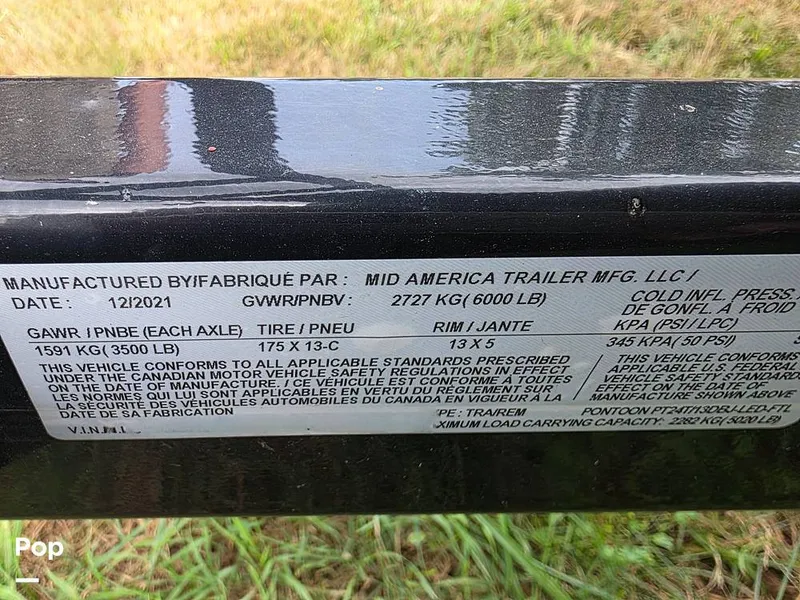 MANUFACTURED BY/FABRIQUÉ PAR : MID AMERICA TRAILER MFG. LLC /
DATE : 12/2021 GVWR/PNBV : 2727 KG( 6000 LB) COLD INFL. PRESS.
DE GONFL. A FROID
GAWR / PNBE (EACH AXLE) TIRE / PNEU RIM / JANTE KPA (PSI / LPC)
1591 KG( 3500 LB) 175 X 13-C 13 X 5 345 KPA( 50 PSI) S
THIS VEHICLE CONFORMS TO ALL APPLICABLE STANDARDS PRESCRIBED
UNDER THE CANADIAN MOTOR VEHICLE SAFETY REGULATIONS IN EFFECT
ON THE DATE OF MANUFACTURE. / CE VÉHICULE EST CONFORME À TOUTES
LES NORMES QUI LUI SONT APPLICABLES EN VERTU DU RÉGLEMENT SUR
LA SÉCURITÉ DES VÉHICULES AUTOMOBILES DU CANADA EN VIGUEUR À LA
DATE DE SA FABRICATION
/ THIS VEHICLE CONFORMS
APPLICABLE U.S. FEDERAL
VEHICLE SAFETY STANDARDS
EFFECT ON THE DATE OF
MANUFACTURE SHOWN ABOVE
PE : TRA/REM PONTOON PT24T/13DBJ-LED-FTL
XIMUM LOAD CARRYING CAPACITY: 2282 KG(5020 LB)
V.I.N./
Pop